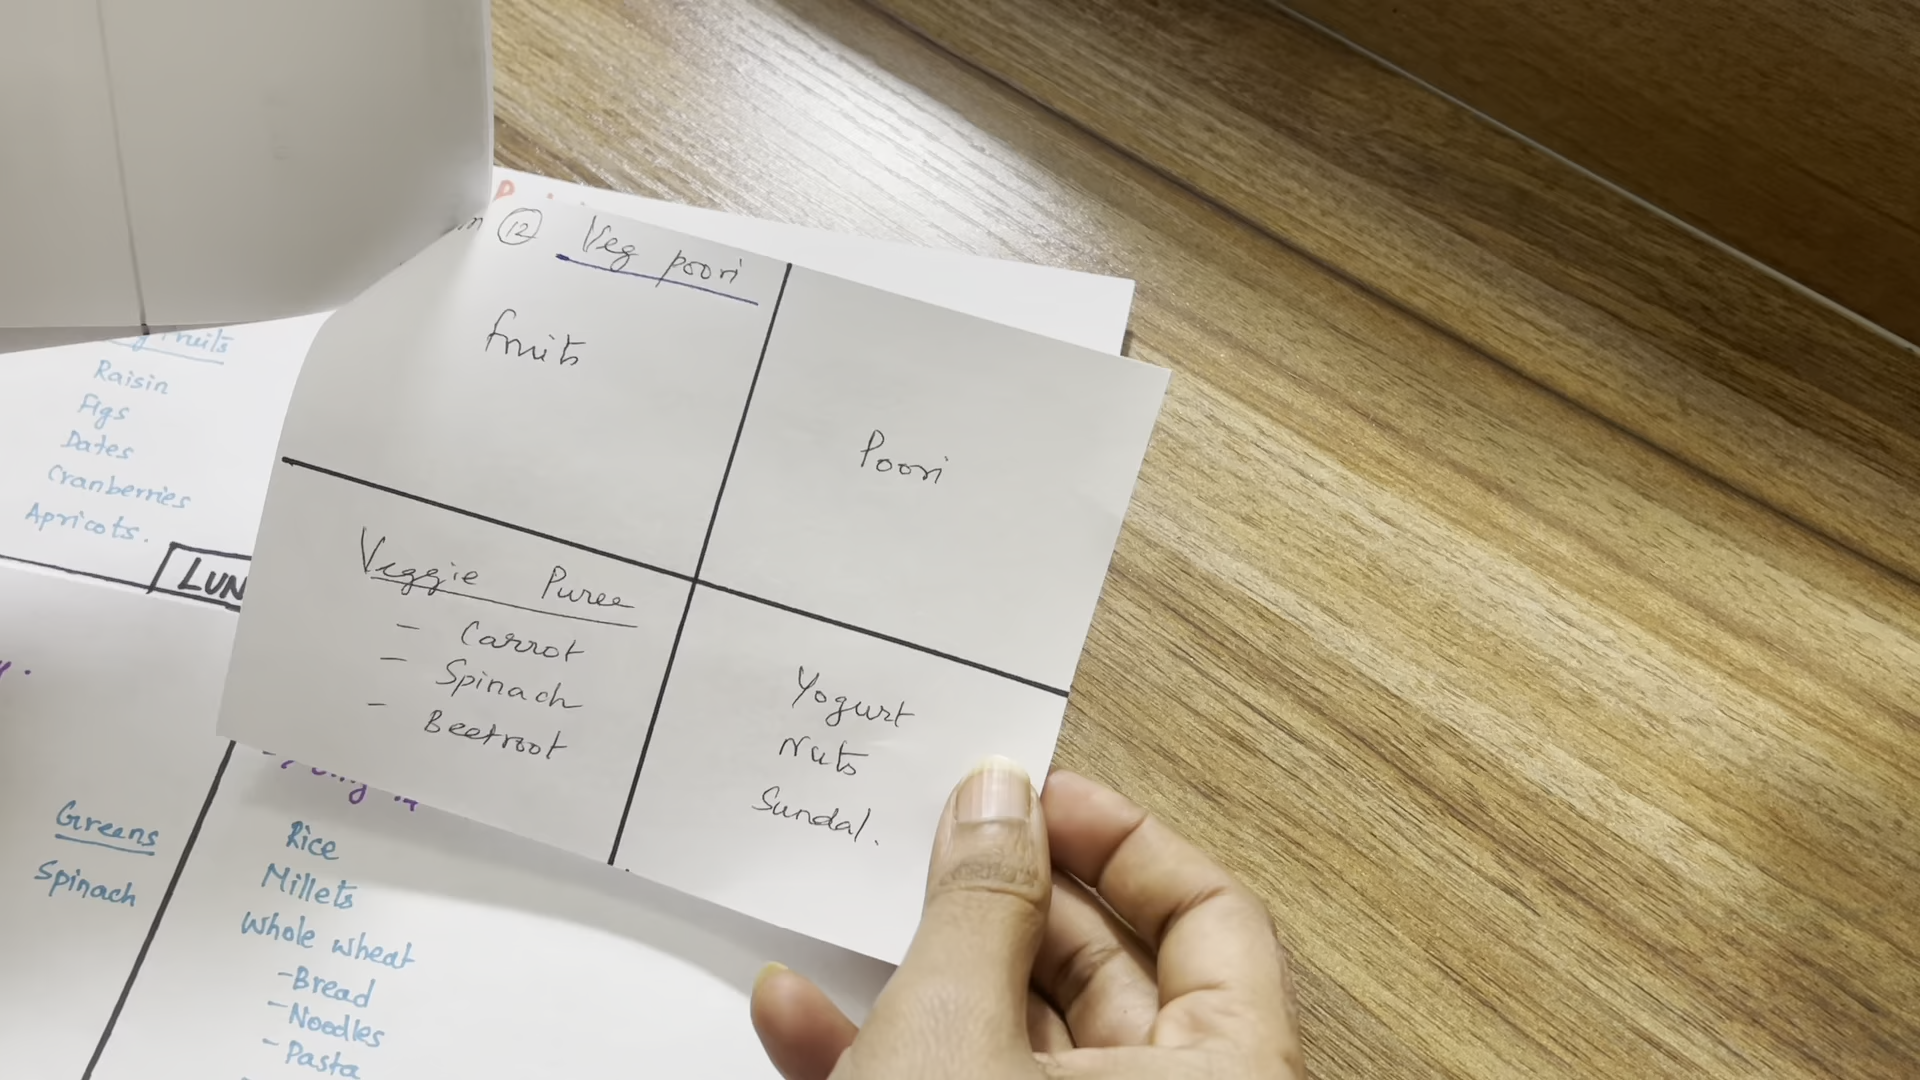 12 Veg poori
fruits
Poori
Veggie Puree
- Carrot
- Spinach
- Beetroot
Yogurt
Nuts
Sundal.
Raisin
Figs
Dates
Cranberries
Apricots.
LUN
Greens
Spinach
Rice
Millets
Whole wheat
- Bread
- Noodles
- Pasta